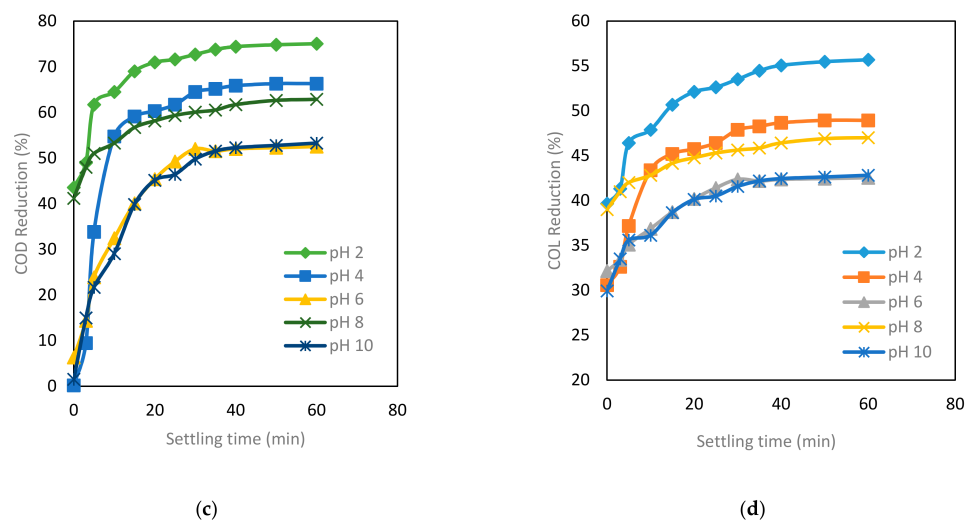 80
70
60
50
40
30
20
10
0
COD Reduction (%)
pH 2
pH 4
pH 6
pH 8
pH 10
0 20 40 60 80
Settling time (min)
(c)
60
55
50
45
40
35
30
25
20
COL Reduction (%)
pH 2
pH 4
pH 6
pH 8
pH 10
0 20 40 60 80
Settling time (min)
(d)